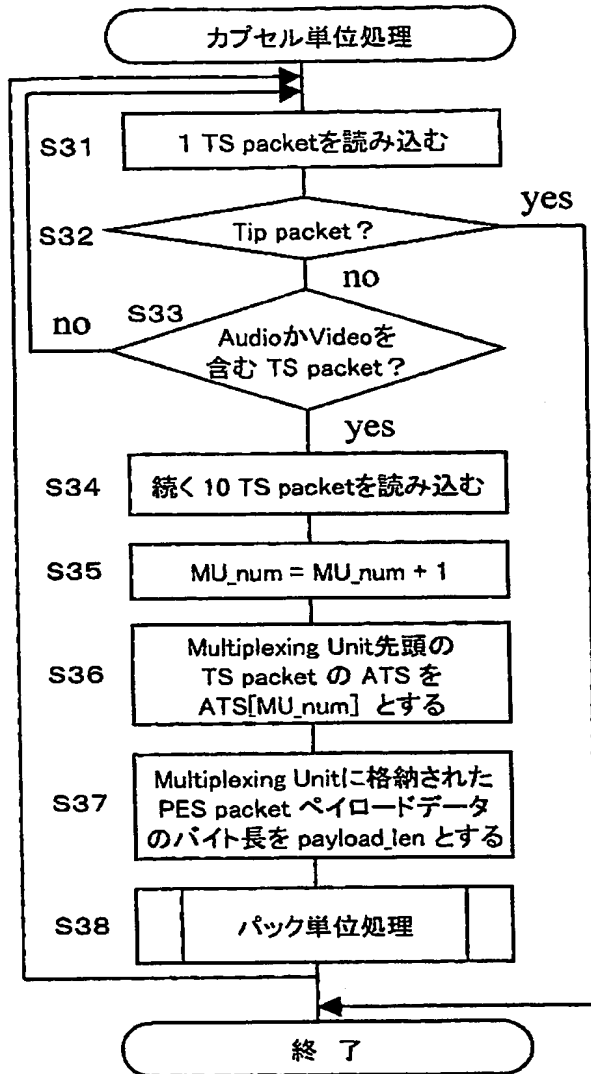 カプセル単位処理
S31
1 TS packetを読み込む
yes
S32
Tip packet?
no
S33
no
AudioかVideoを
含む TS packet?
yes
S34
続く 10 TS packetを読み込む
S35
MU_num = MU_num + 1
S36
Multiplexing Unit先頭の
TS packet の ATS を
ATS[MU_num] とする
S37
Multiplexing Unitに格納された
PES packet ペイロードデータ
のバイト長を payload_len とする
S38
パック単位処理
終 了